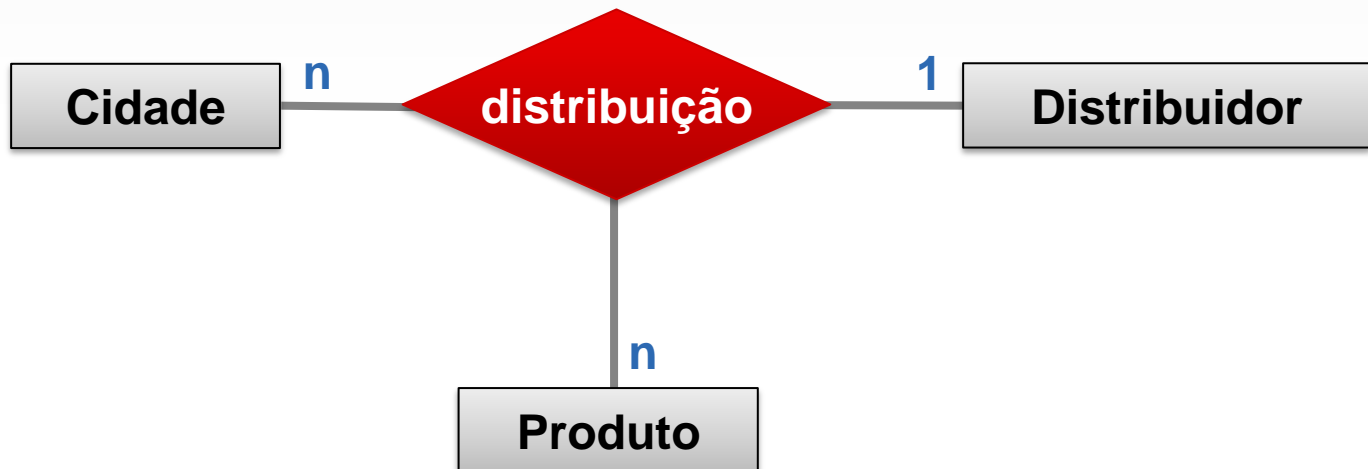 n
1
Cidade
distribuição
Distribuidor
n
Produto